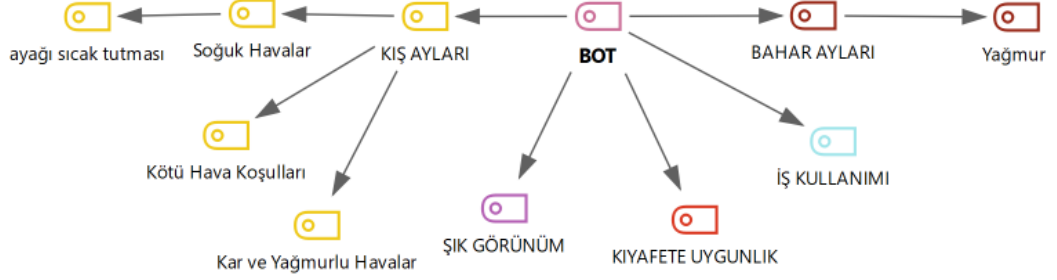 ayağı sıcak tutması
Soğuk Havalar
KIŞ AYLARI
BOT
BAHAR AYLARI
Yağmur
Kötü Hava Koşulları
İŞ KULLANIMI
Kar ve Yağmurlu Havalar
ŞIK GÖRÜNÜM
KIYAFETE UYGUNLIK